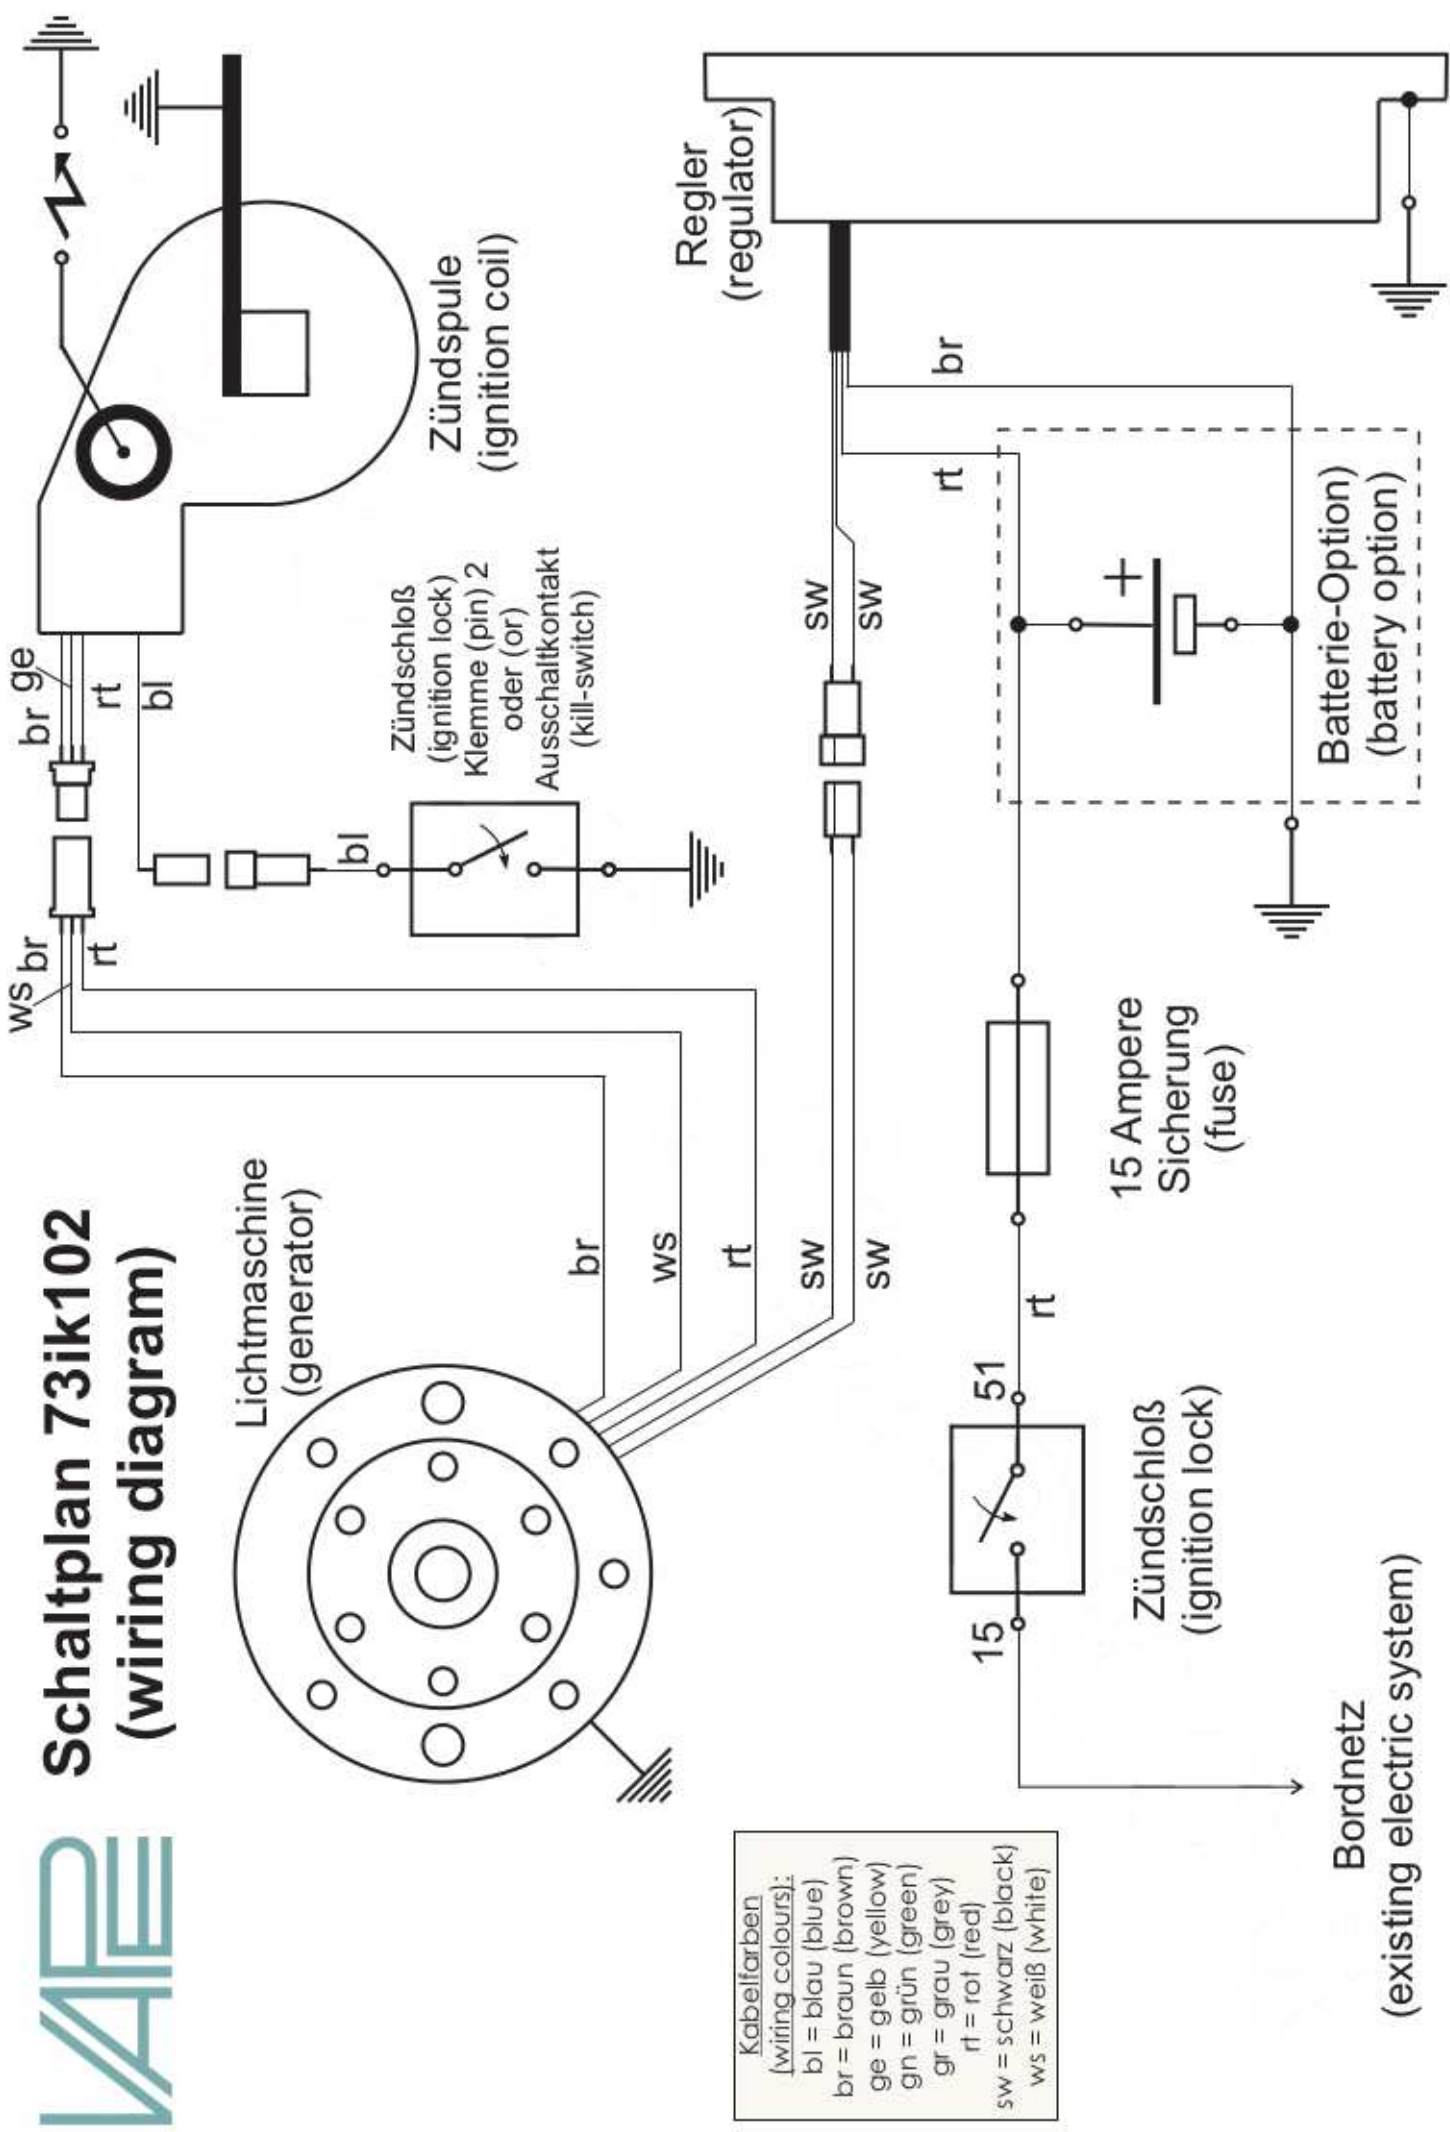 VAPE
Schaltplan 73ik102
(wiring diagram)
Lichtmaschine
(generator)
br
ws
rt
sw
sw
ws
br
rt
br
ge
rt
bl
bl
Zündschloß
(ignition lock)
Klemme (pin) 2
oder (or)
Ausschaltkontakt
(kill-switch)
Zündspule
(ignition coil)
Regler
(regulator)
sw
sw
rt
br
+
Batterie-Option)
(battery option)
15 Ampere
Sicherung
(fuse)
rt
51
15
Zündschloß
(ignition lock)
Bordnetz
(existing electric system)
Kabelfarben
(wiring colours):
bl = blau (blue)
br = braun (brown)
ge = gelb (yellow)
gn = grün (green)
gr = grau (grey)
rt = rot (red)
sw = schwarz (black)
ws = weiß (white)